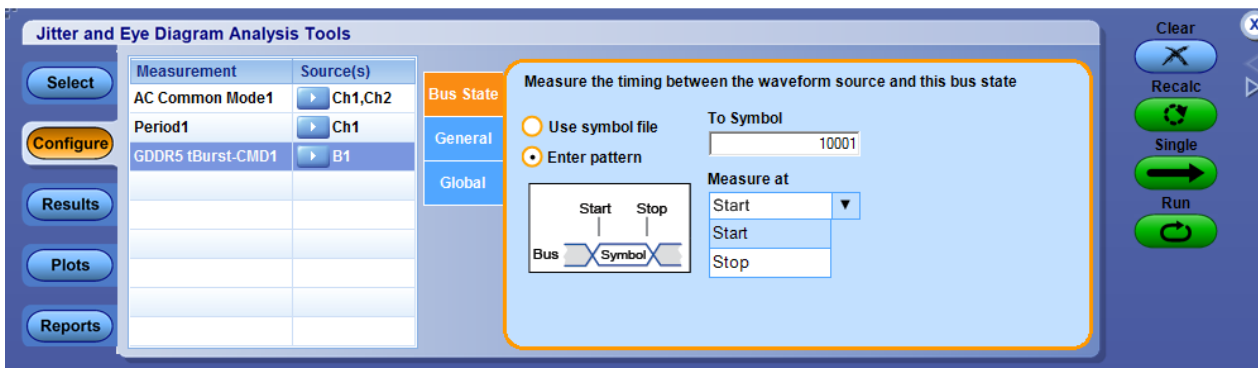 Jitter and Eye Diagram Analysis Tools
Select
Configure
Results
Plots
Reports
Measurement Source(s)
AC Common Mode1 Ch1,Ch2
Period1 Ch1
GDDR5 tBurst-CMD1 B1
Bus State
General
Global
Measure the timing between the waveform source and this bus state
Use symbol file
Enter pattern
To Symbol
10001
Measure at
Start
Start
Stop
Start Stop
Bus Symbol
Clear
X
Recalc
Single
Run